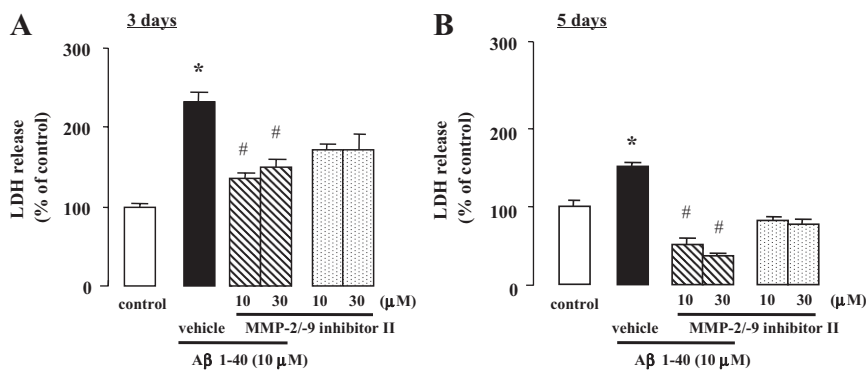 A
3 days
300
200
100
0
LDH release
(% of control)
*
#
#
control
10
30
10
30
(μM)
vehicle
MMP-2/-9 inhibitor II
Aβ 1-40 (10 μM)
B
5 days
300
200
100
0
LDH release
(% of control)
*
#
#
control
10
30
10
30
(μM)
vehicle
MMP-2/-9 inhibitor II
Aβ 1-40 (10 μM)